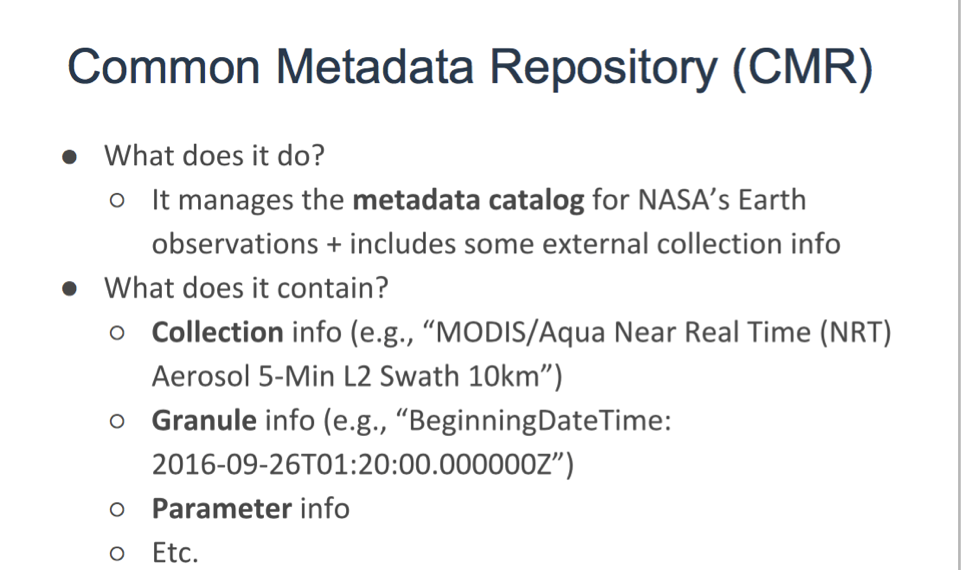 Common Metadata Repository (CMR)
● What does it do?
○ It manages the metadata catalog for NASA’s Earth
observations + includes some external collection info
● What does it contain?
○ Collection info (e.g., “MODIS/Aqua Near Real Time (NRT)
Aerosol 5-Min L2 Swath 10km”)
○ Granule info (e.g., “BeginningDateTime:
2016-09-26T01:20:00.000000Z”)
○ Parameter info
○ Etc.